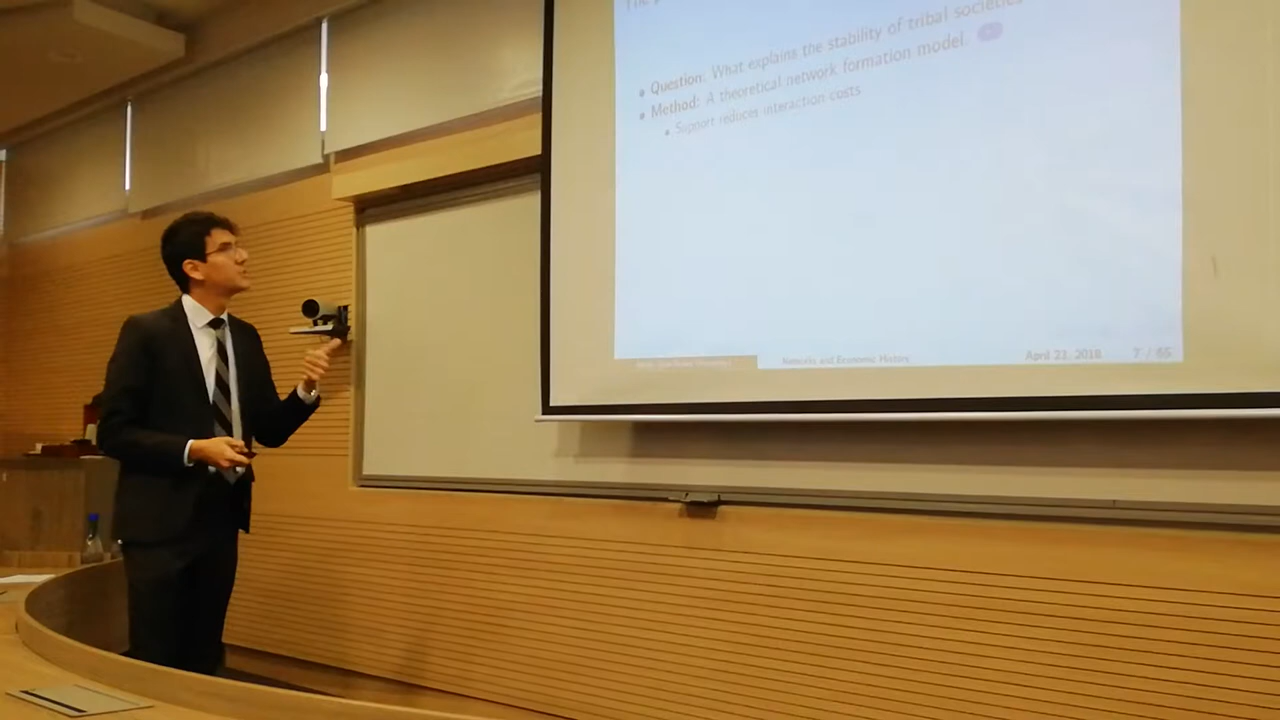 The
• Question: What explains the stability of tribal societies
• Method: A theoretical network formation model.
• Support reduces interaction costs
Networks and Economic History
April 23, 2018
7 / 65